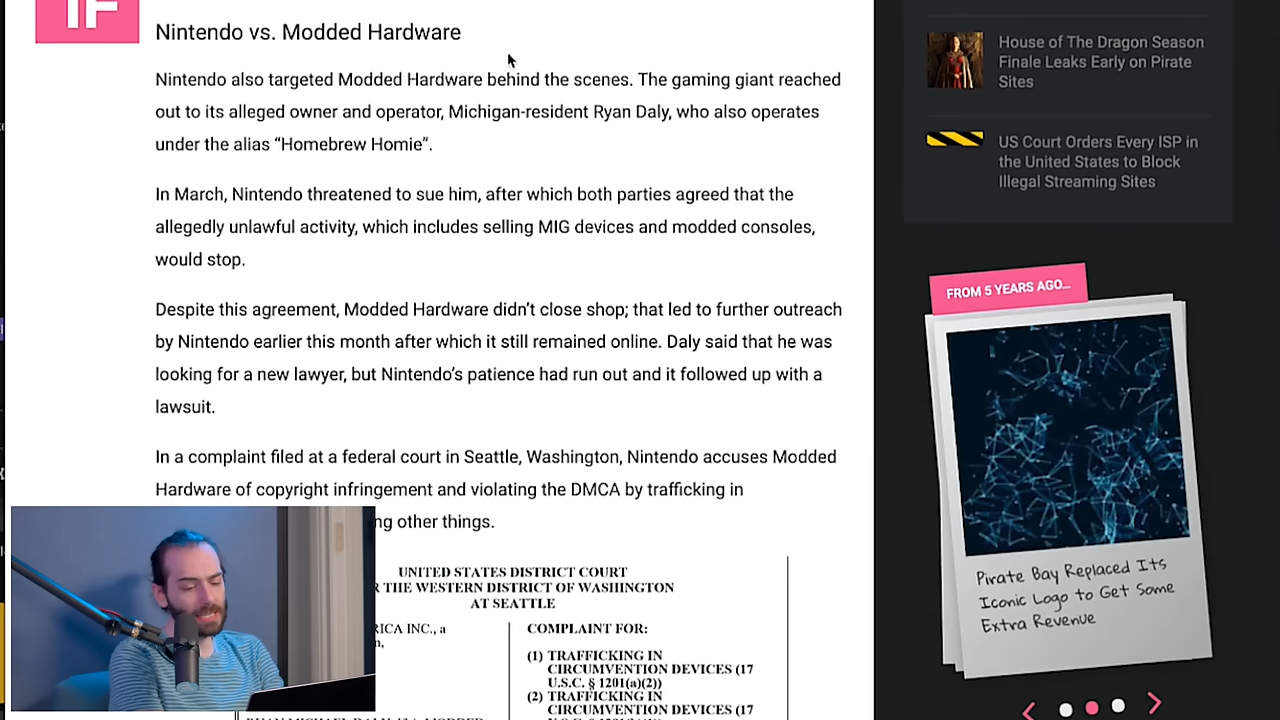 TF
Nintendo vs. Modded Hardware
Nintendo also targeted Modded Hardware behind the scenes. The gaming giant reached
out to its alleged owner and operator, Michigan-resident Ryan Daly, who also operates
under the alias “Homebrew Homie”.
In March, Nintendo threatened to sue him, after which both parties agreed that the
allegedly unlawful activity, which includes selling MIG devices and modded consoles,
would stop.
Despite this agreement, Modded Hardware didn’t close shop; that led to further outreach
by Nintendo earlier this month after which it still remained online. Daly said that he was
looking for a new lawyer, but Nintendo’s patience had run out and it followed up with a
lawsuit.
In a complaint filed at a federal court in Seattle, Washington, Nintendo accuses Modded
Hardware of copyright infringement and violating the DMCA by trafficking in
ng other things.
UNITED STATES DISTRICT COURT
R THE WESTERN DISTRICT OF WASHINGTON
AT SEATTLE
RICA INC., a
n,
COMPLAINT FOR:
(1) TRAFFICKING IN
CIRCUMVENTION DEVICES (17
U.S.C. § 1201(a)(2))
(2) TRAFFICKING IN
CIRCUMVENTION DEVICES (17
House of The Dragon Season
Finale Leaks Early on Pirate
Sites
US Court Orders Every ISP in
the United States to Block
Illegal Streaming Sites
FROM 5 YEARS AGO...
Pirate Bay Replaced Its
Iconic Logo to Get Some
Extra Revenue